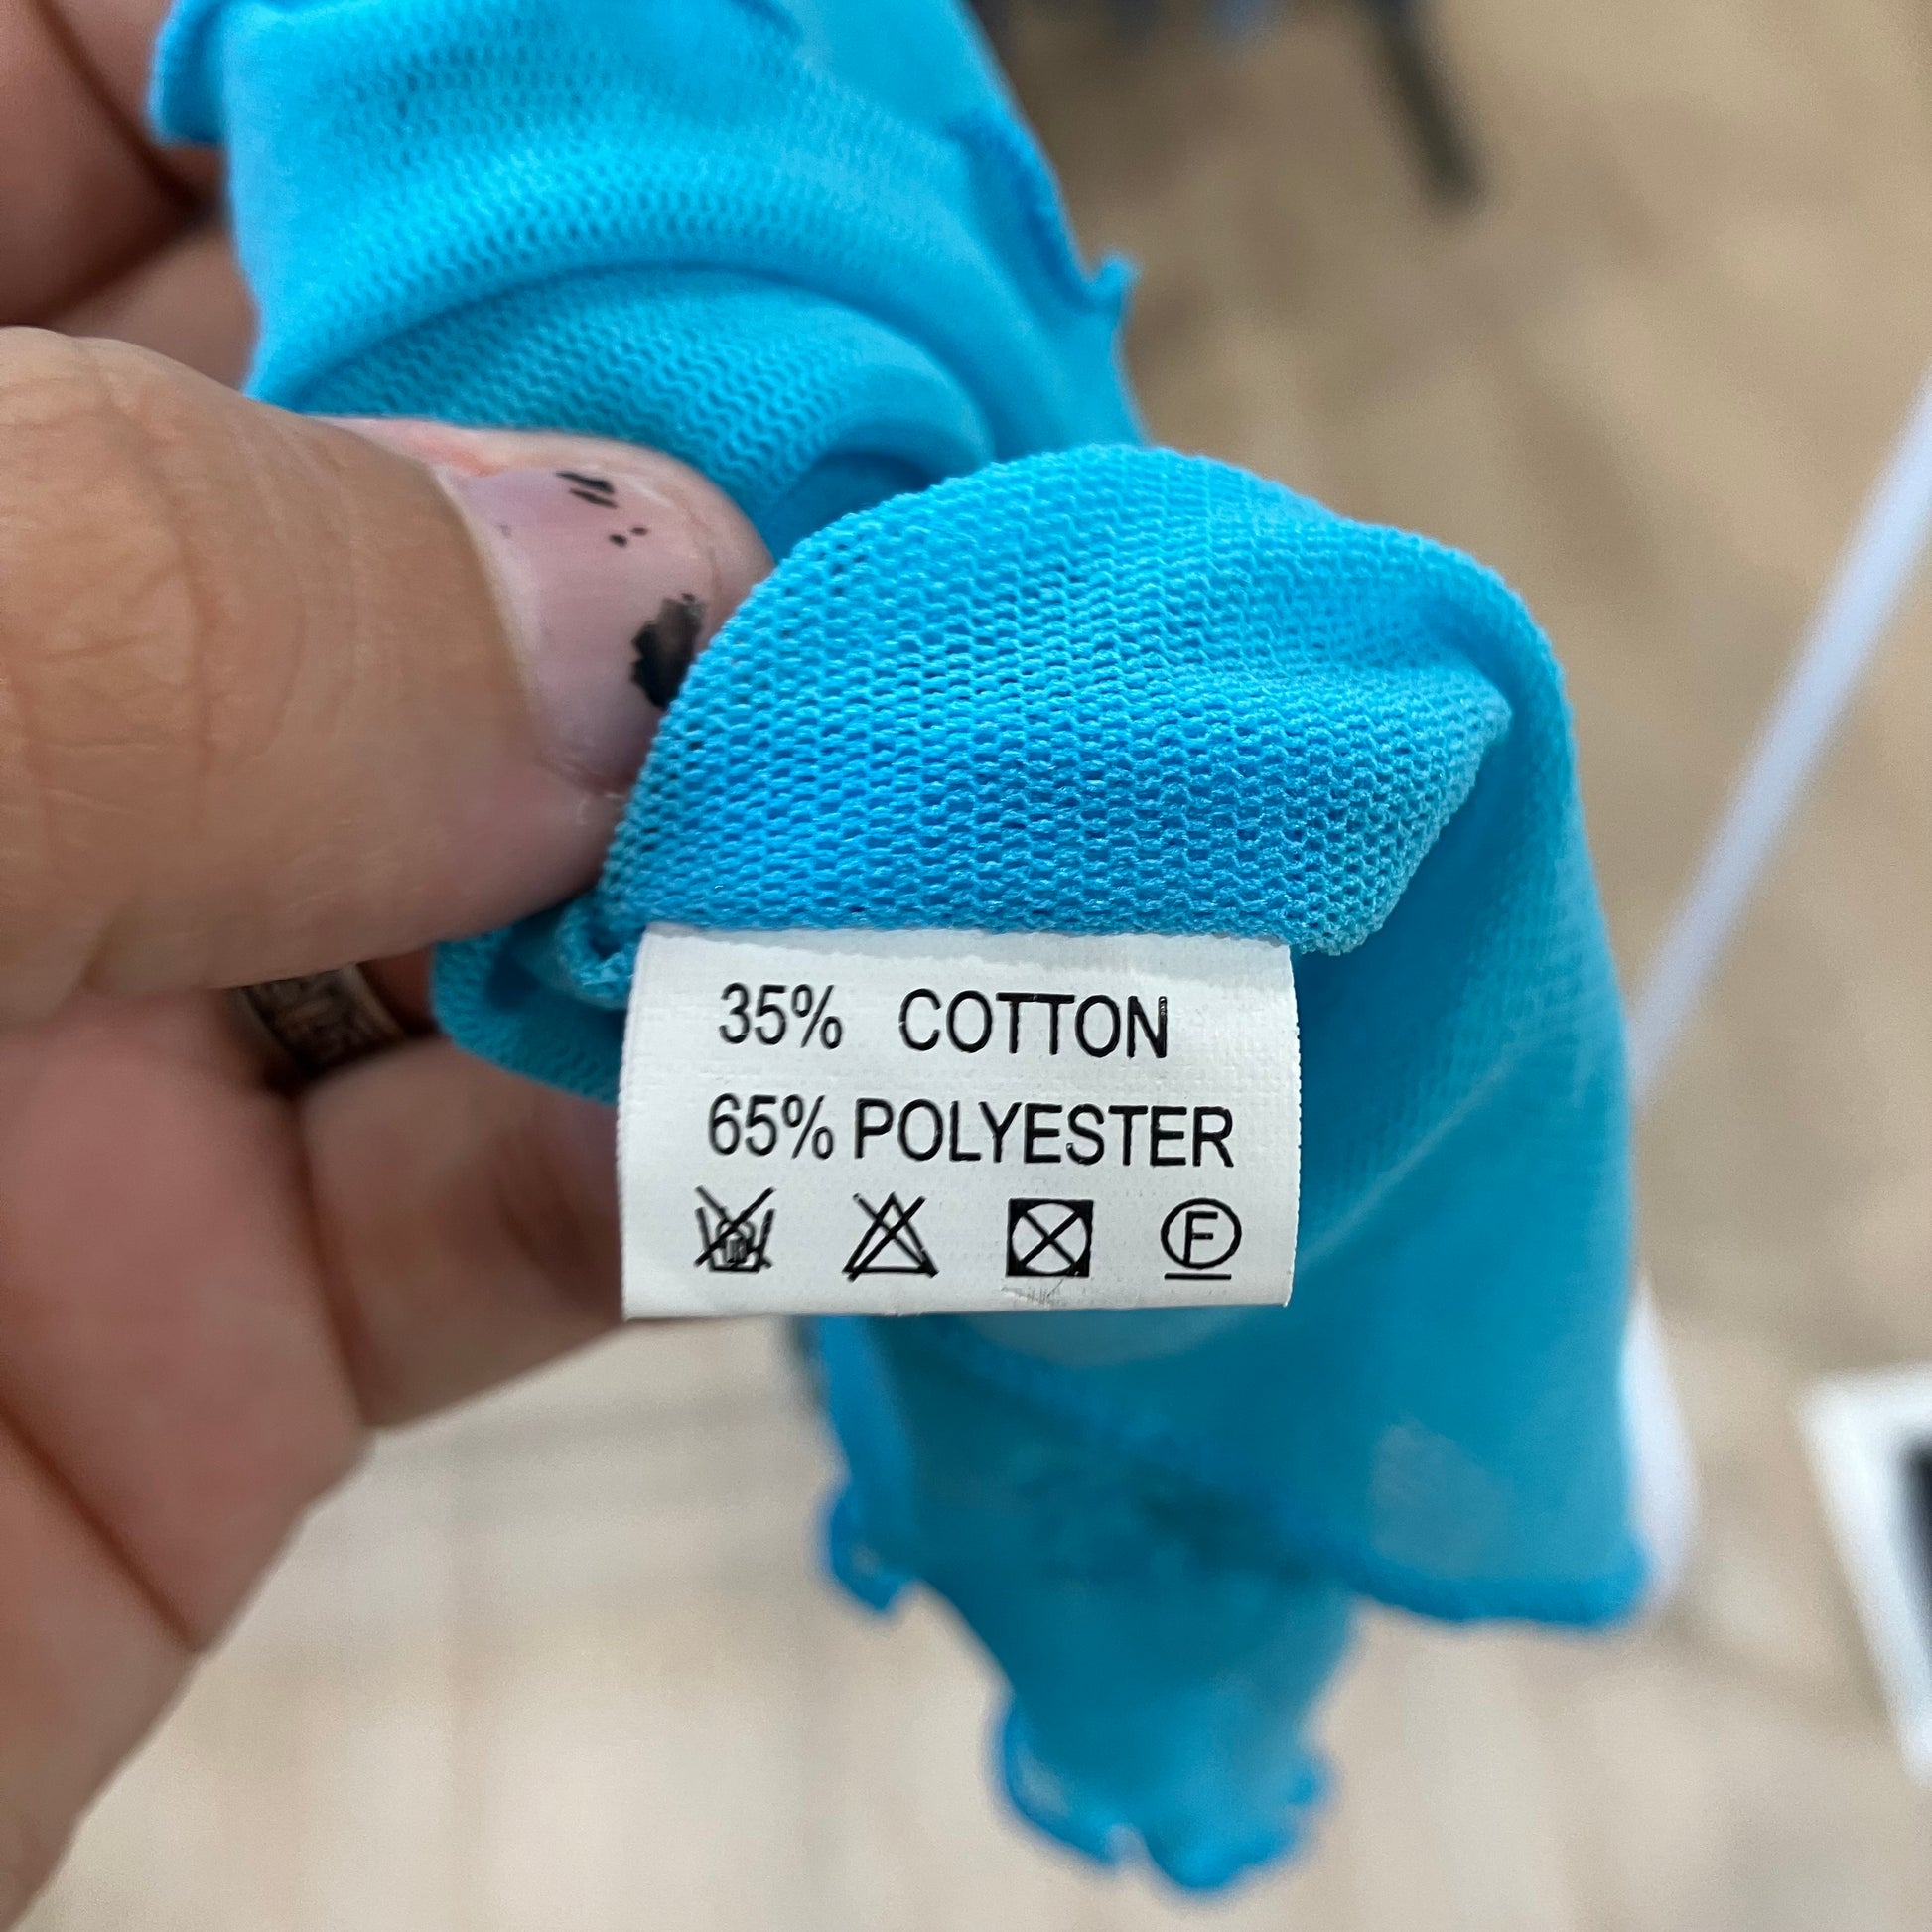 35% COTTON
65% POLYESTER
F